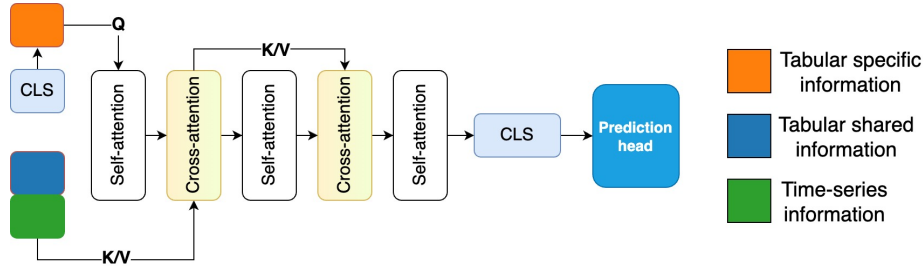 Q
K/V
CLS
Self-attention
Cross-attention
Self-attention
Cross-attention
Self-attention
CLS
Prediction
head
K/V
Tabular specific
information
Tabular shared
information
Time-series
information